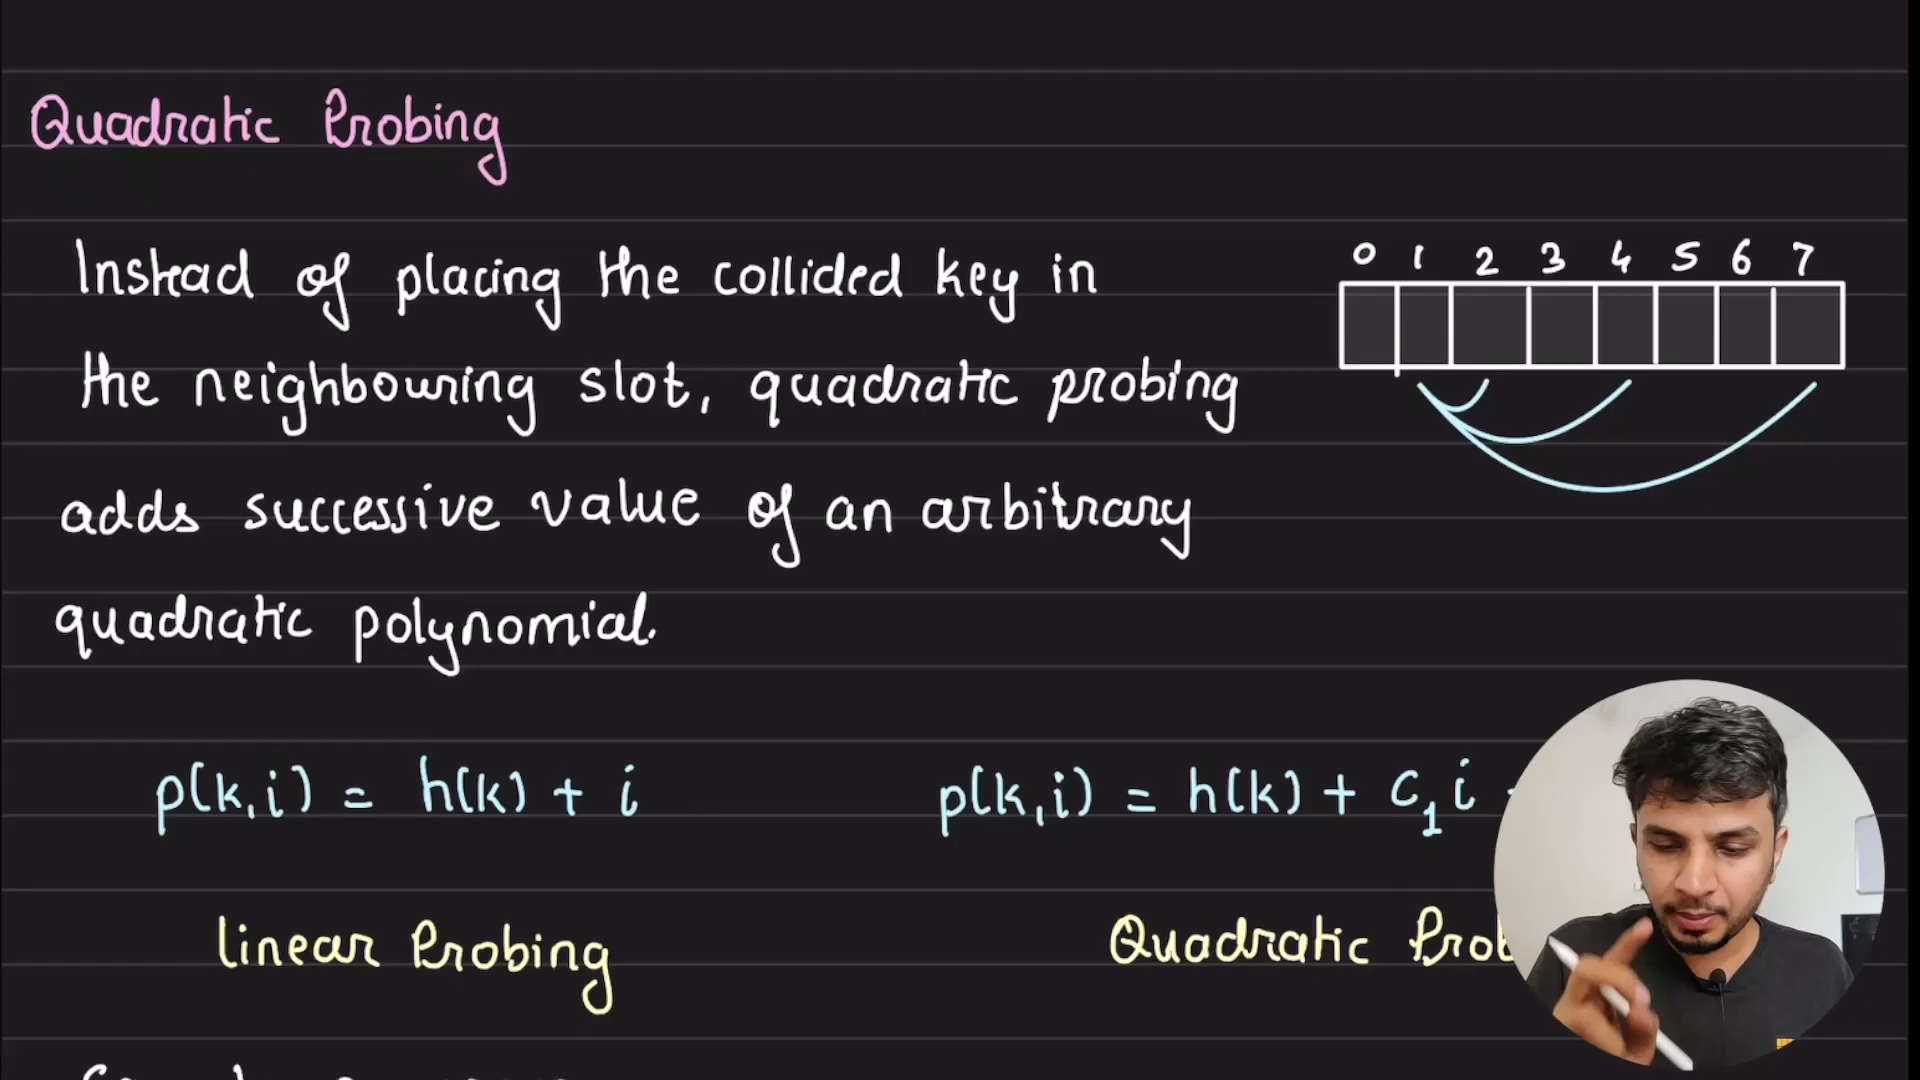 Quadratic Probing
0 1 2 3 4 5 6 7
Instead of placing the collided key in
the neighbouring slot, quadratic probing
adds successive value of an arbitrary
quadratic polynomial.
p(k,i) = h(k) + i
p(k,i) = h(k) + C₁i
linear Probing
Quadratic